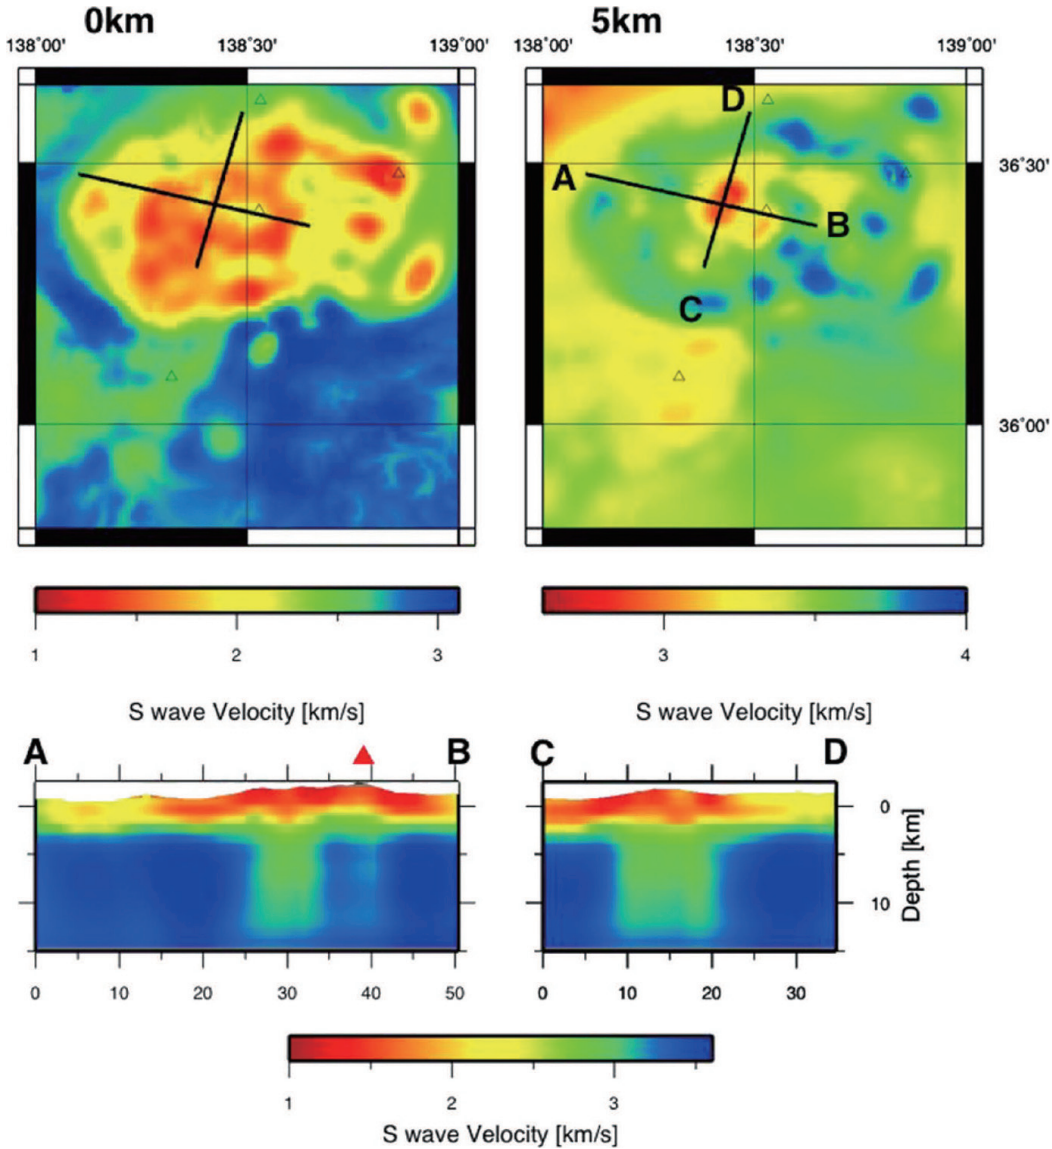 0km 5km
138°00' 138°30' 139°00' 138°00' 138°30' 139°00'
D
A
36°30'
B
C
36°00'
1 2 3 3 4
S wave Velocity [km/s] S wave Velocity [km/s]
A B C D
0
10
Depth [km]
0 10 20 30 40 50 0 10 20 30
1 2 3
S wave Velocity [km/s]